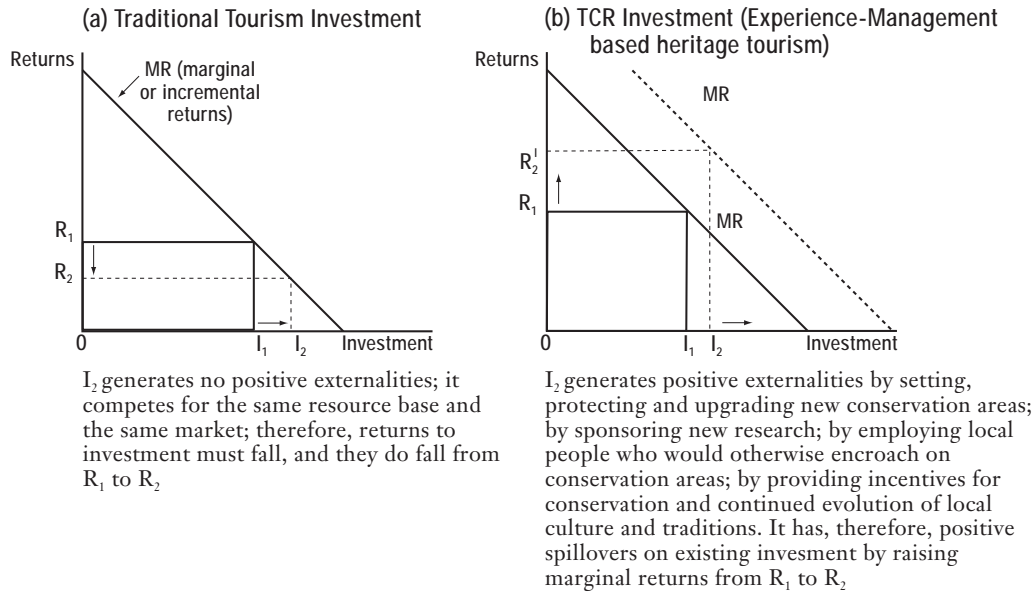 (a) Traditional Tourism Investment
Returns
MR (marginal
or incremental
returns)
R₁
R₂
0
I₁
I₂
Investment
I₂ generates no positive externalities; it
competes for the same resource base and
the same market; therefore, returns to
investment must fall, and they do fall from
R₁ to R₂
(b) TCR Investment (Experience-Management
based heritage tourism)
Returns
MR
R₂ᴵ
R₁
MR
0
I₁
I₂
Investment
I₂ generates positive externalities by setting,
protecting and upgrading new conservation areas;
by sponsoring new research; by employing local
people who would otherwise encroach on
conservation areas; by providing incentives for
conservation and continued evolution of local
culture and traditions. It has, therefore, positive
spillovers on existing invesment by raising
marginal returns from R₁ to R₂